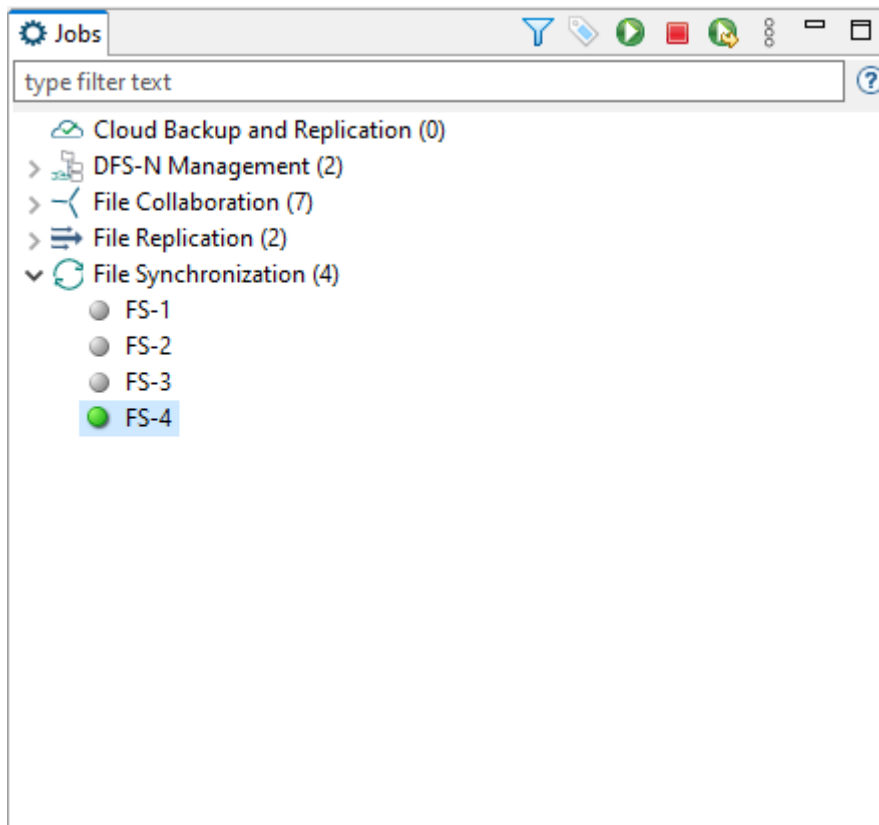 Jobs
type filter text
Cloud Backup and Replication (0)
DFS-N Management (2)
File Collaboration (7)
File Replication (2)
File Synchronization (4)
FS-1
FS-2
FS-3
FS-4